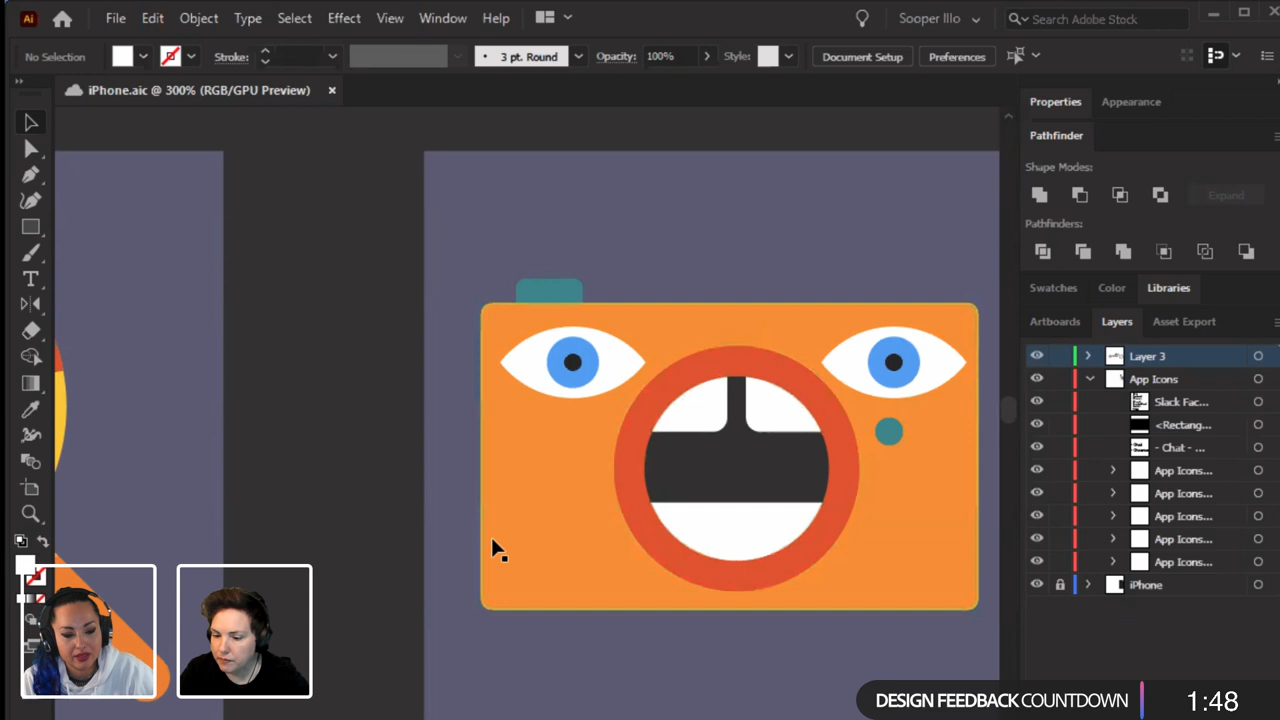 Ai File Edit Object Type Select Effect View Window Help Sooper Illo Search Adobe Stock
No Selection Stroke: 3 pt. Round Opacity: 100% Style: Document Setup Preferences
iPhone.aic @ 300% (RGB/GPU Preview)
Properties Appearance
Pathfinder
Shape Modes:
Expand
Pathfinders:
Swatches Color Libraries
Artboards Layers Asset Export
Layer 3
App Icons
Slack Fac...
<Rectang...
- Chat - ...
App Icons...
App Icons...
App Icons...
App Icons...
App Icons...
iPhone
DESIGN FEEDBACK COUNTDOWN 1:48